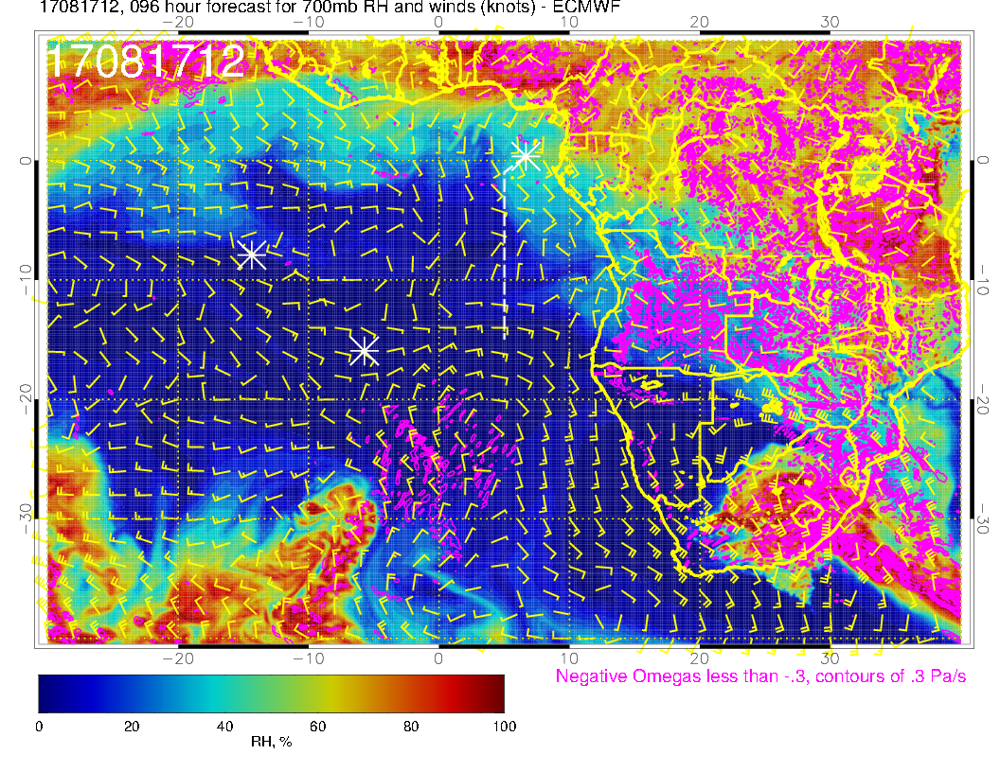 17081712, 096 hour forecast for 700mb RH and winds (knots) - ECMWF
−20 −10 0 10 20 30
17081712
0 0
−10 −10
−20 −20
−30 −30
−20 −10 0 10 20 30
Negative Omegas less than -.3, contours of .3 Pa/s
0 20 40 60 80 100
RH, %